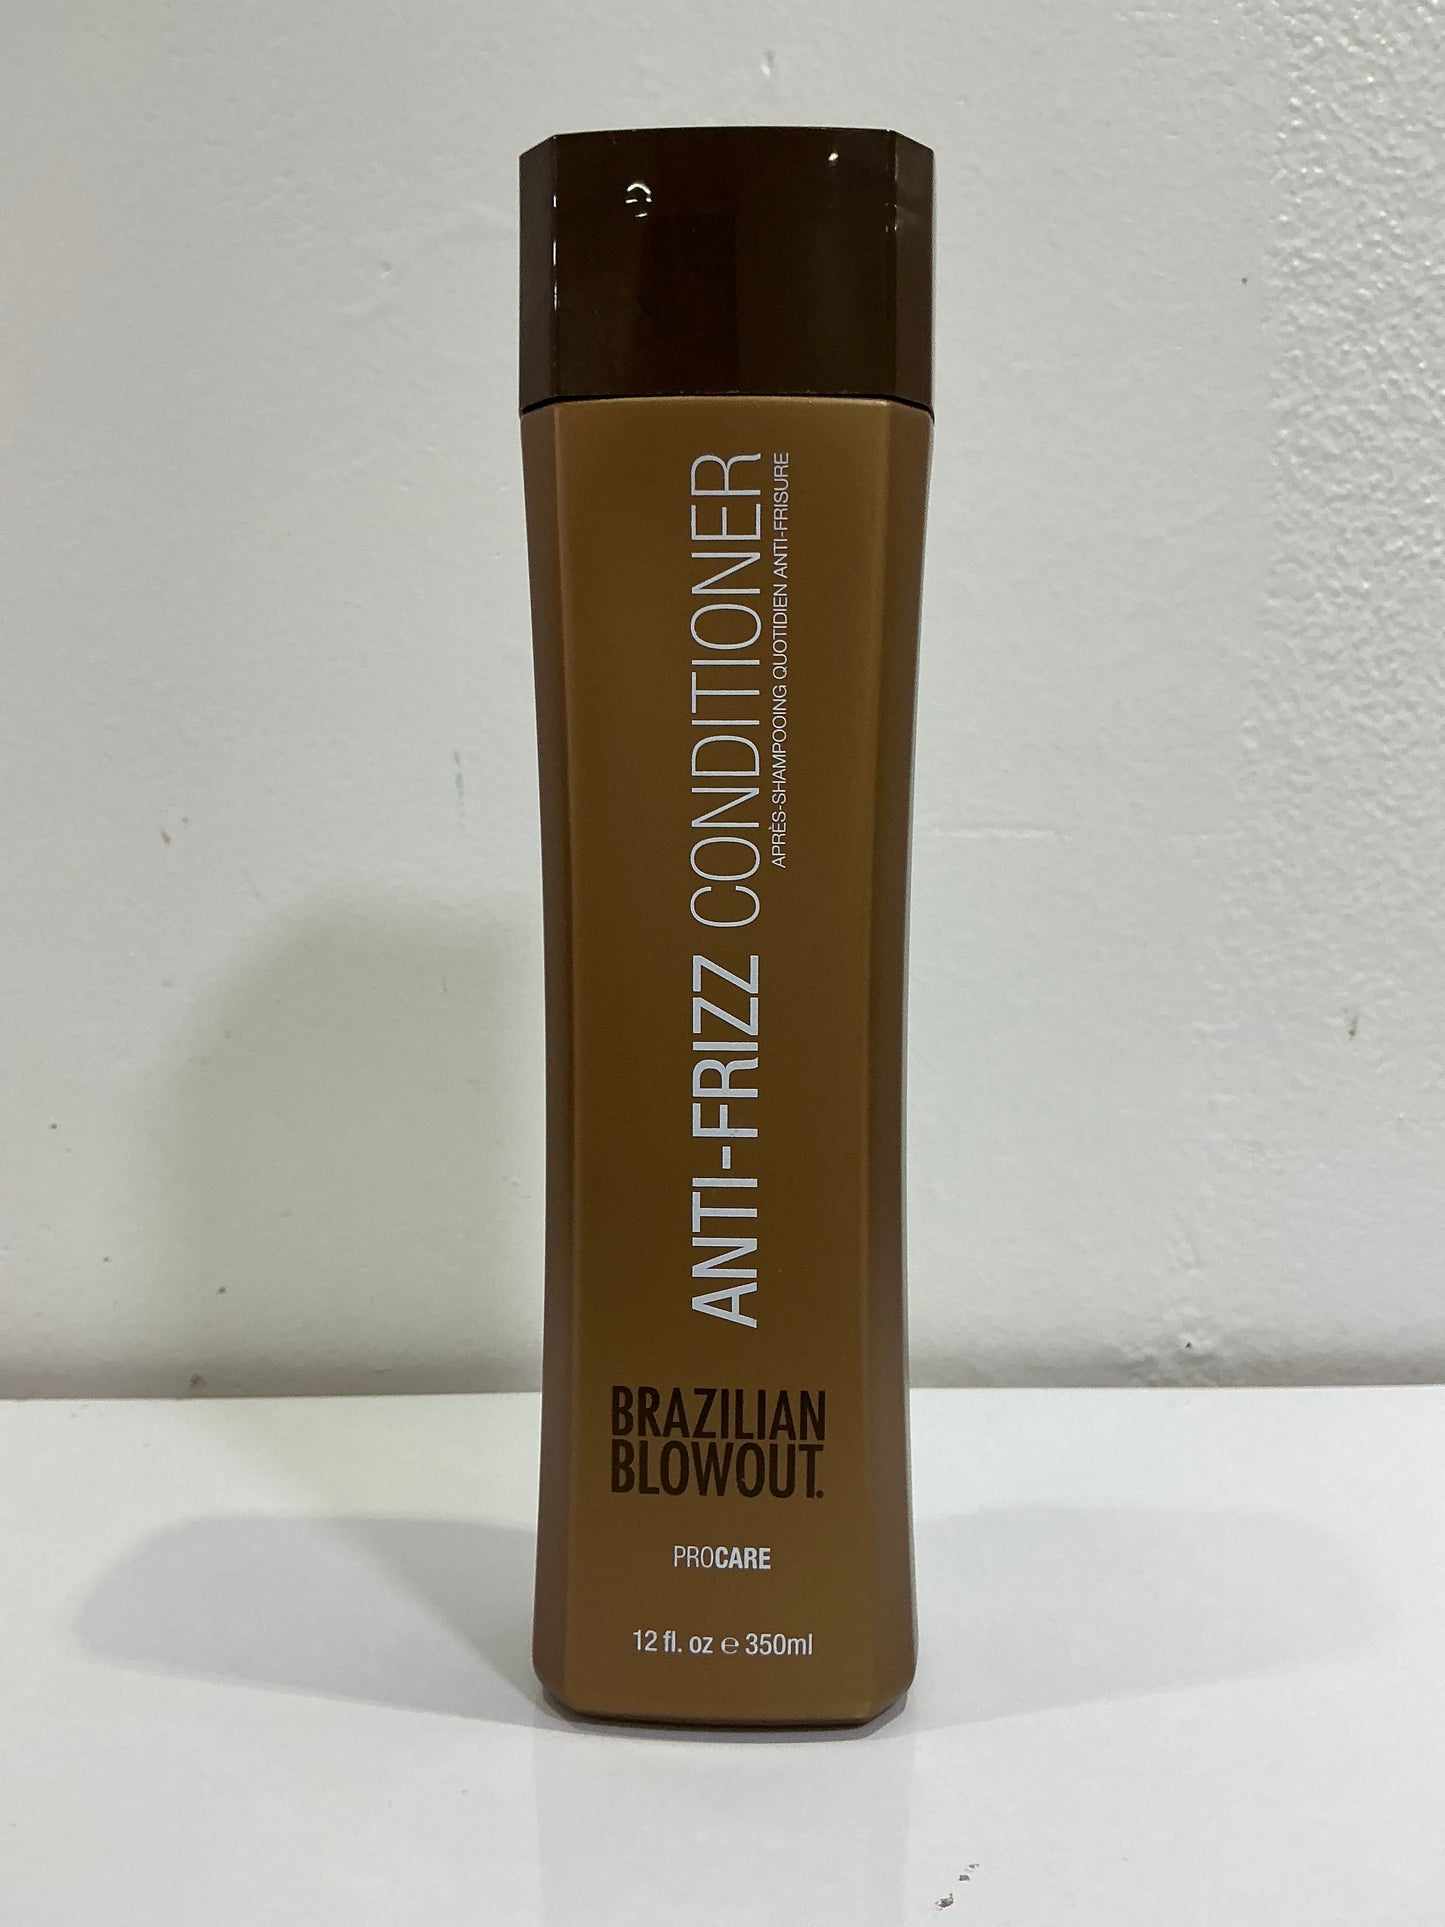 ANTI-FRIZZ CONDITIONER
APRÈS-SHAMPOOING QUOTIDIEN ANTI-FRISURE
BRAZILIAN
BLOWOUT.
PROCARE
12 fl. oz ℮ 350ml